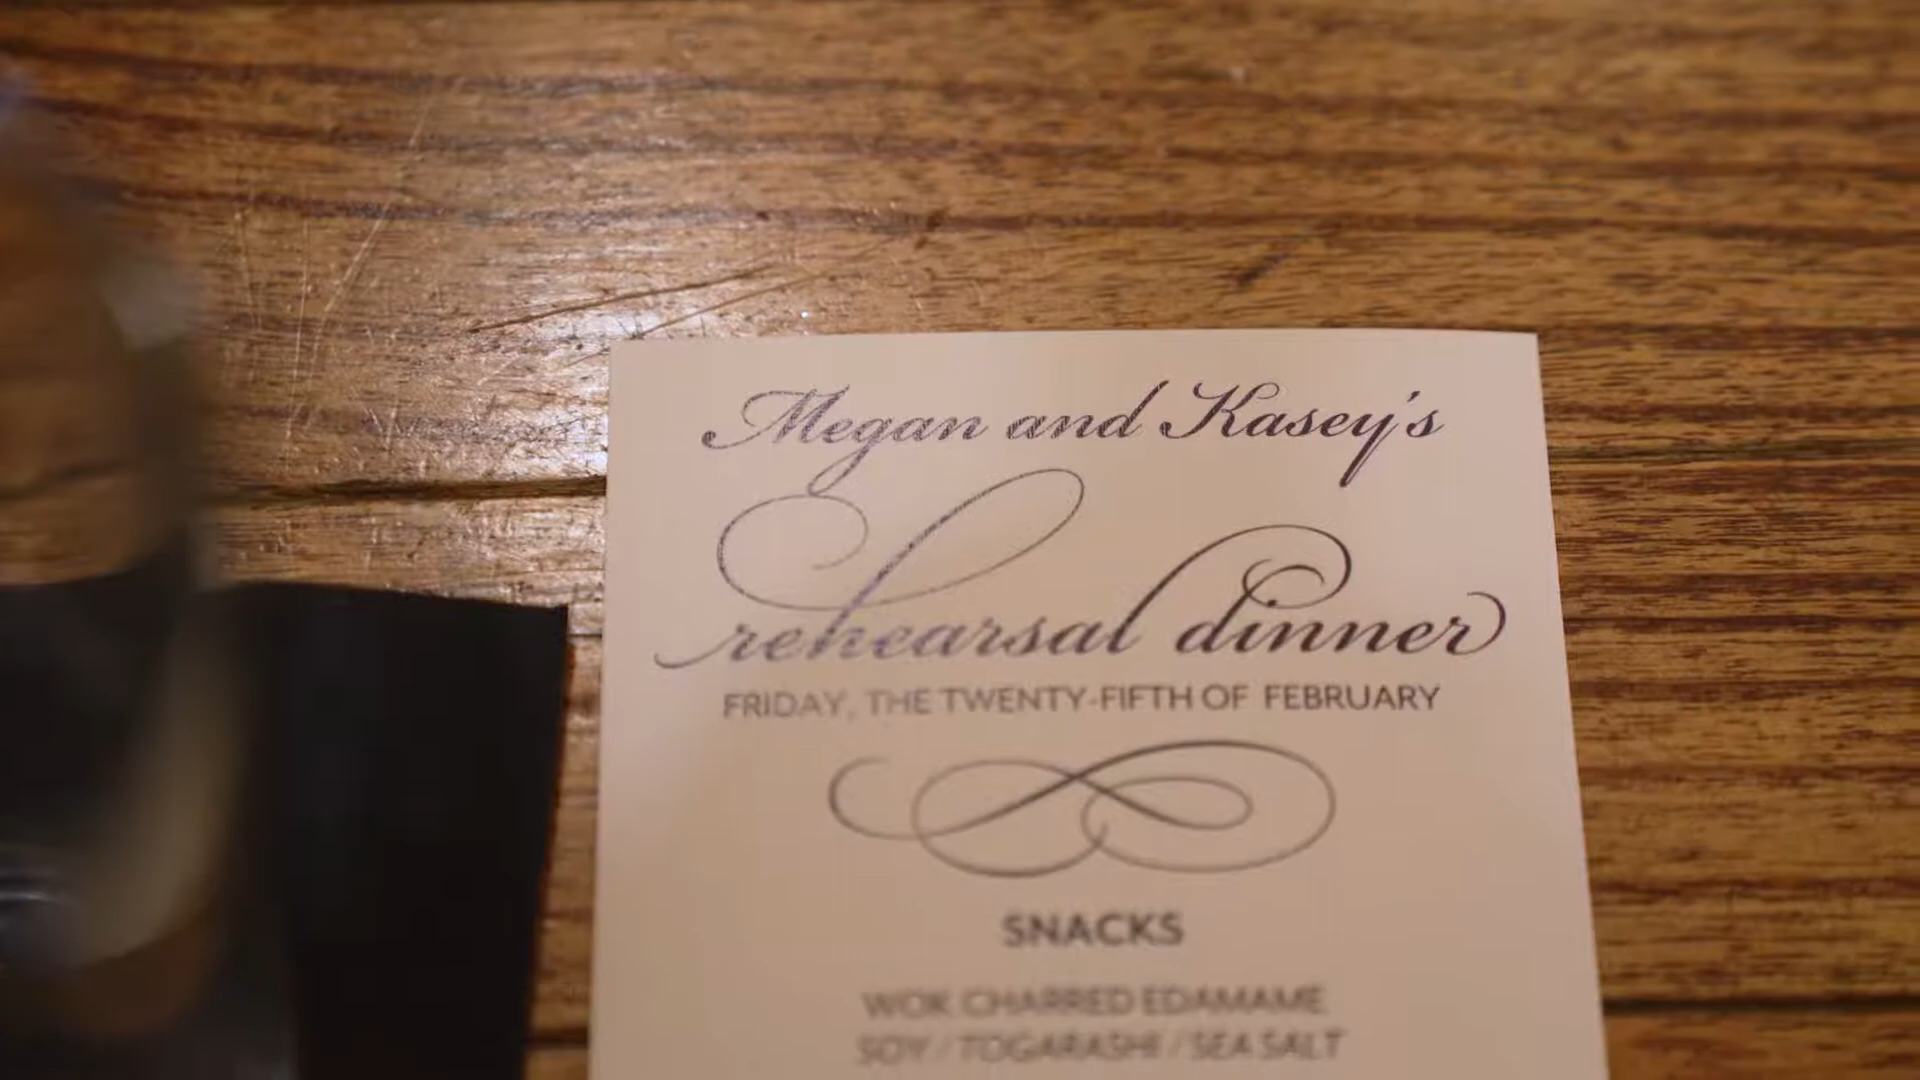 Megan and Kasey's
rehearsal dinner
FRIDAY, THE TWENTY-FIFTH OF FEBRUARY
SNACKS
WOK CHARRED EDAMAME
SOY / TOGARASHI / SEA SALT